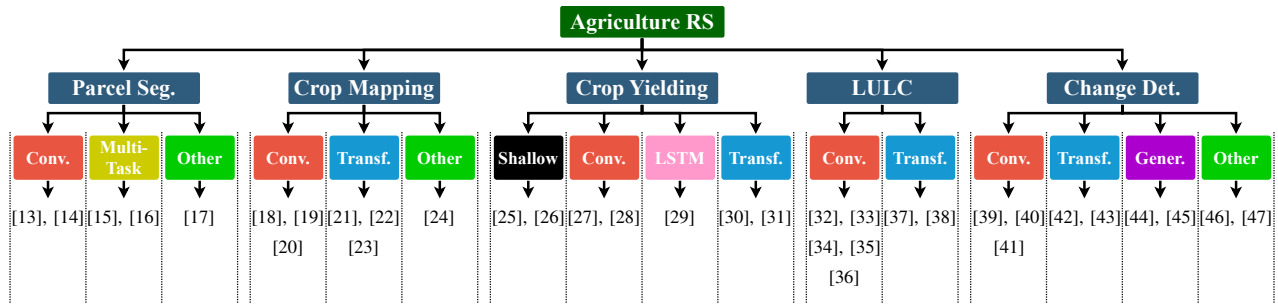 Agriculture RS
Parcel Seg. Crop Mapping Crop Yielding LULC Change Det.
Conv. Multi-Task Other Conv. Transf. Other Shallow Conv. LSTM Transf. Conv. Transf. Conv. Transf. Gener. Other
[13], [14] [15], [16] [17] [18], [19] [21], [22] [24] [25], [26] [27], [28] [29] [30], [31] [32], [33] [37], [38] [39], [40] [42], [43] [44], [45] [46], [47]
[20] [23] [34], [35] [41]
[36]